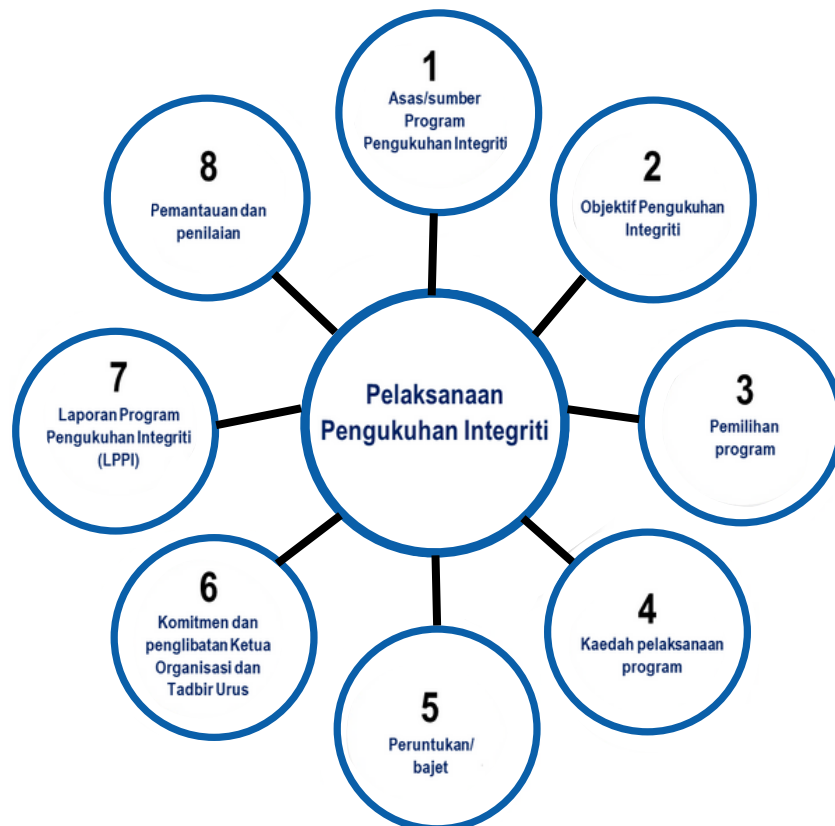 1
Asas/sumber
Program
Pengukuhan Integriti
2
Objektif Pengukuhan
Integriti
3
Pemilihan
program
4
Kaedah pelaksanaan
program
5
Peruntukan/
bajet
6
Komitmen dan
penglibatan Ketua
Organisasi dan
Tadbir Urus
7
Laporan Program
Pengukuhan Integriti
(LPPI)
8
Pemantauan dan
penilaian
Pelaksanaan
Pengukuhan Integriti